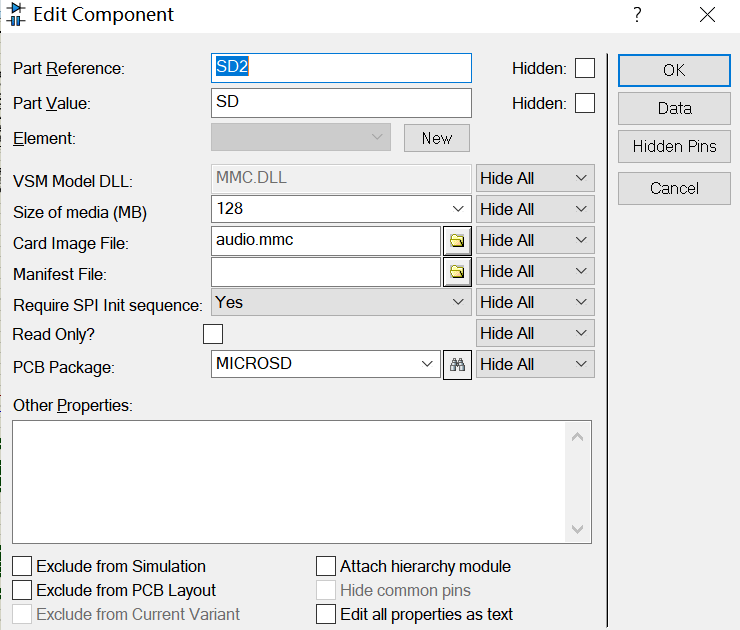 Edit Component ?
Part Reference: SD2 Hidden: OK
Part Value: SD Hidden: Data
Element: New Hidden Pins
VSM Model DLL: MMC.DLL Hide All Cancel
Size of media (MB) 128 Hide All
Card Image File: audio.mmc Hide All
Manifest File: Hide All
Require SPI Init sequence: Yes Hide All
Read Only? Hide All
PCB Package: MICROSD Hide All
Other Properties:
Exclude from Simulation Attach hierarchy module
Exclude from PCB Layout Hide common pins
Exclude from Current Variant Edit all properties as text